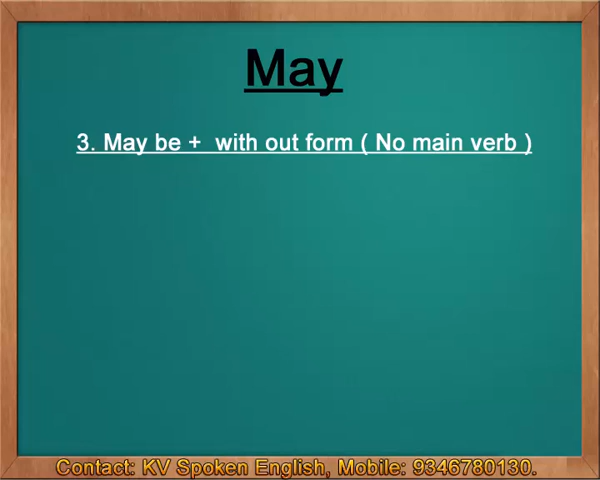 May
3. May be +  with out form ( No main verb )
Contact: KV Spoken English, Mobile: 9346780130.